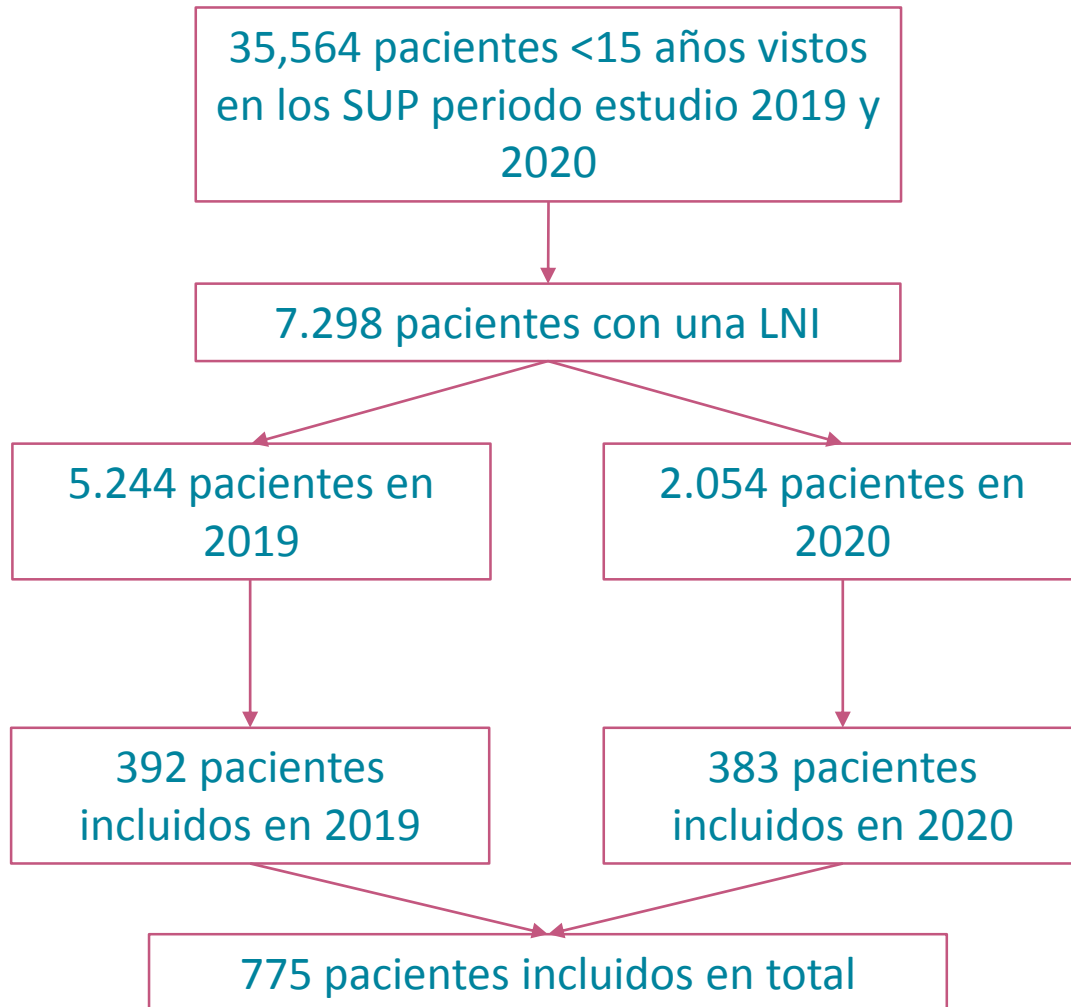 35,564 pacientes <15 años vistos
en los SUP periodo estudio 2019 y
2020
7.298 pacientes con una LNI
5.244 pacientes en
2019
2.054 pacientes en
2020
392 pacientes
incluidos en 2019
383 pacientes
incluidos en 2020
775 pacientes incluidos en total